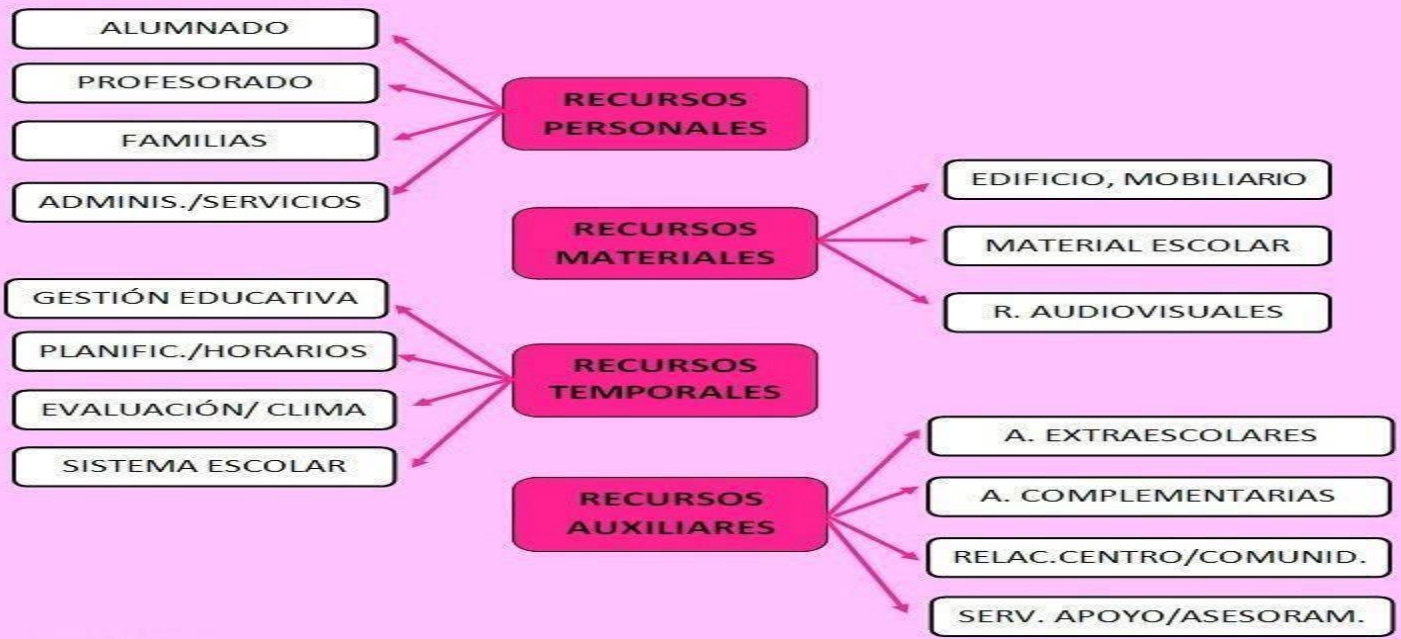 ALUMNADO
PROFESORADO
FAMILIAS
ADMINIS./SERVICIOS
RECURSOS
PERSONALES
RECURSOS
MATERIALES
EDIFICIO, MOBILIARIO
MATERIAL ESCOLAR
R. AUDIOVISUALES
GESTIÓN EDUCATIVA
PLANIFIC./HORARIOS
EVALUACIÓN/ CLIMA
SISTEMA ESCOLAR
RECURSOS
TEMPORALES
RECURSOS
AUXILIARES
A. EXTRAESCOLARES
A. COMPLEMENTARIAS
RELAC.CENTRO/COMUNID.
SERV. APOYO/ASESORAM.